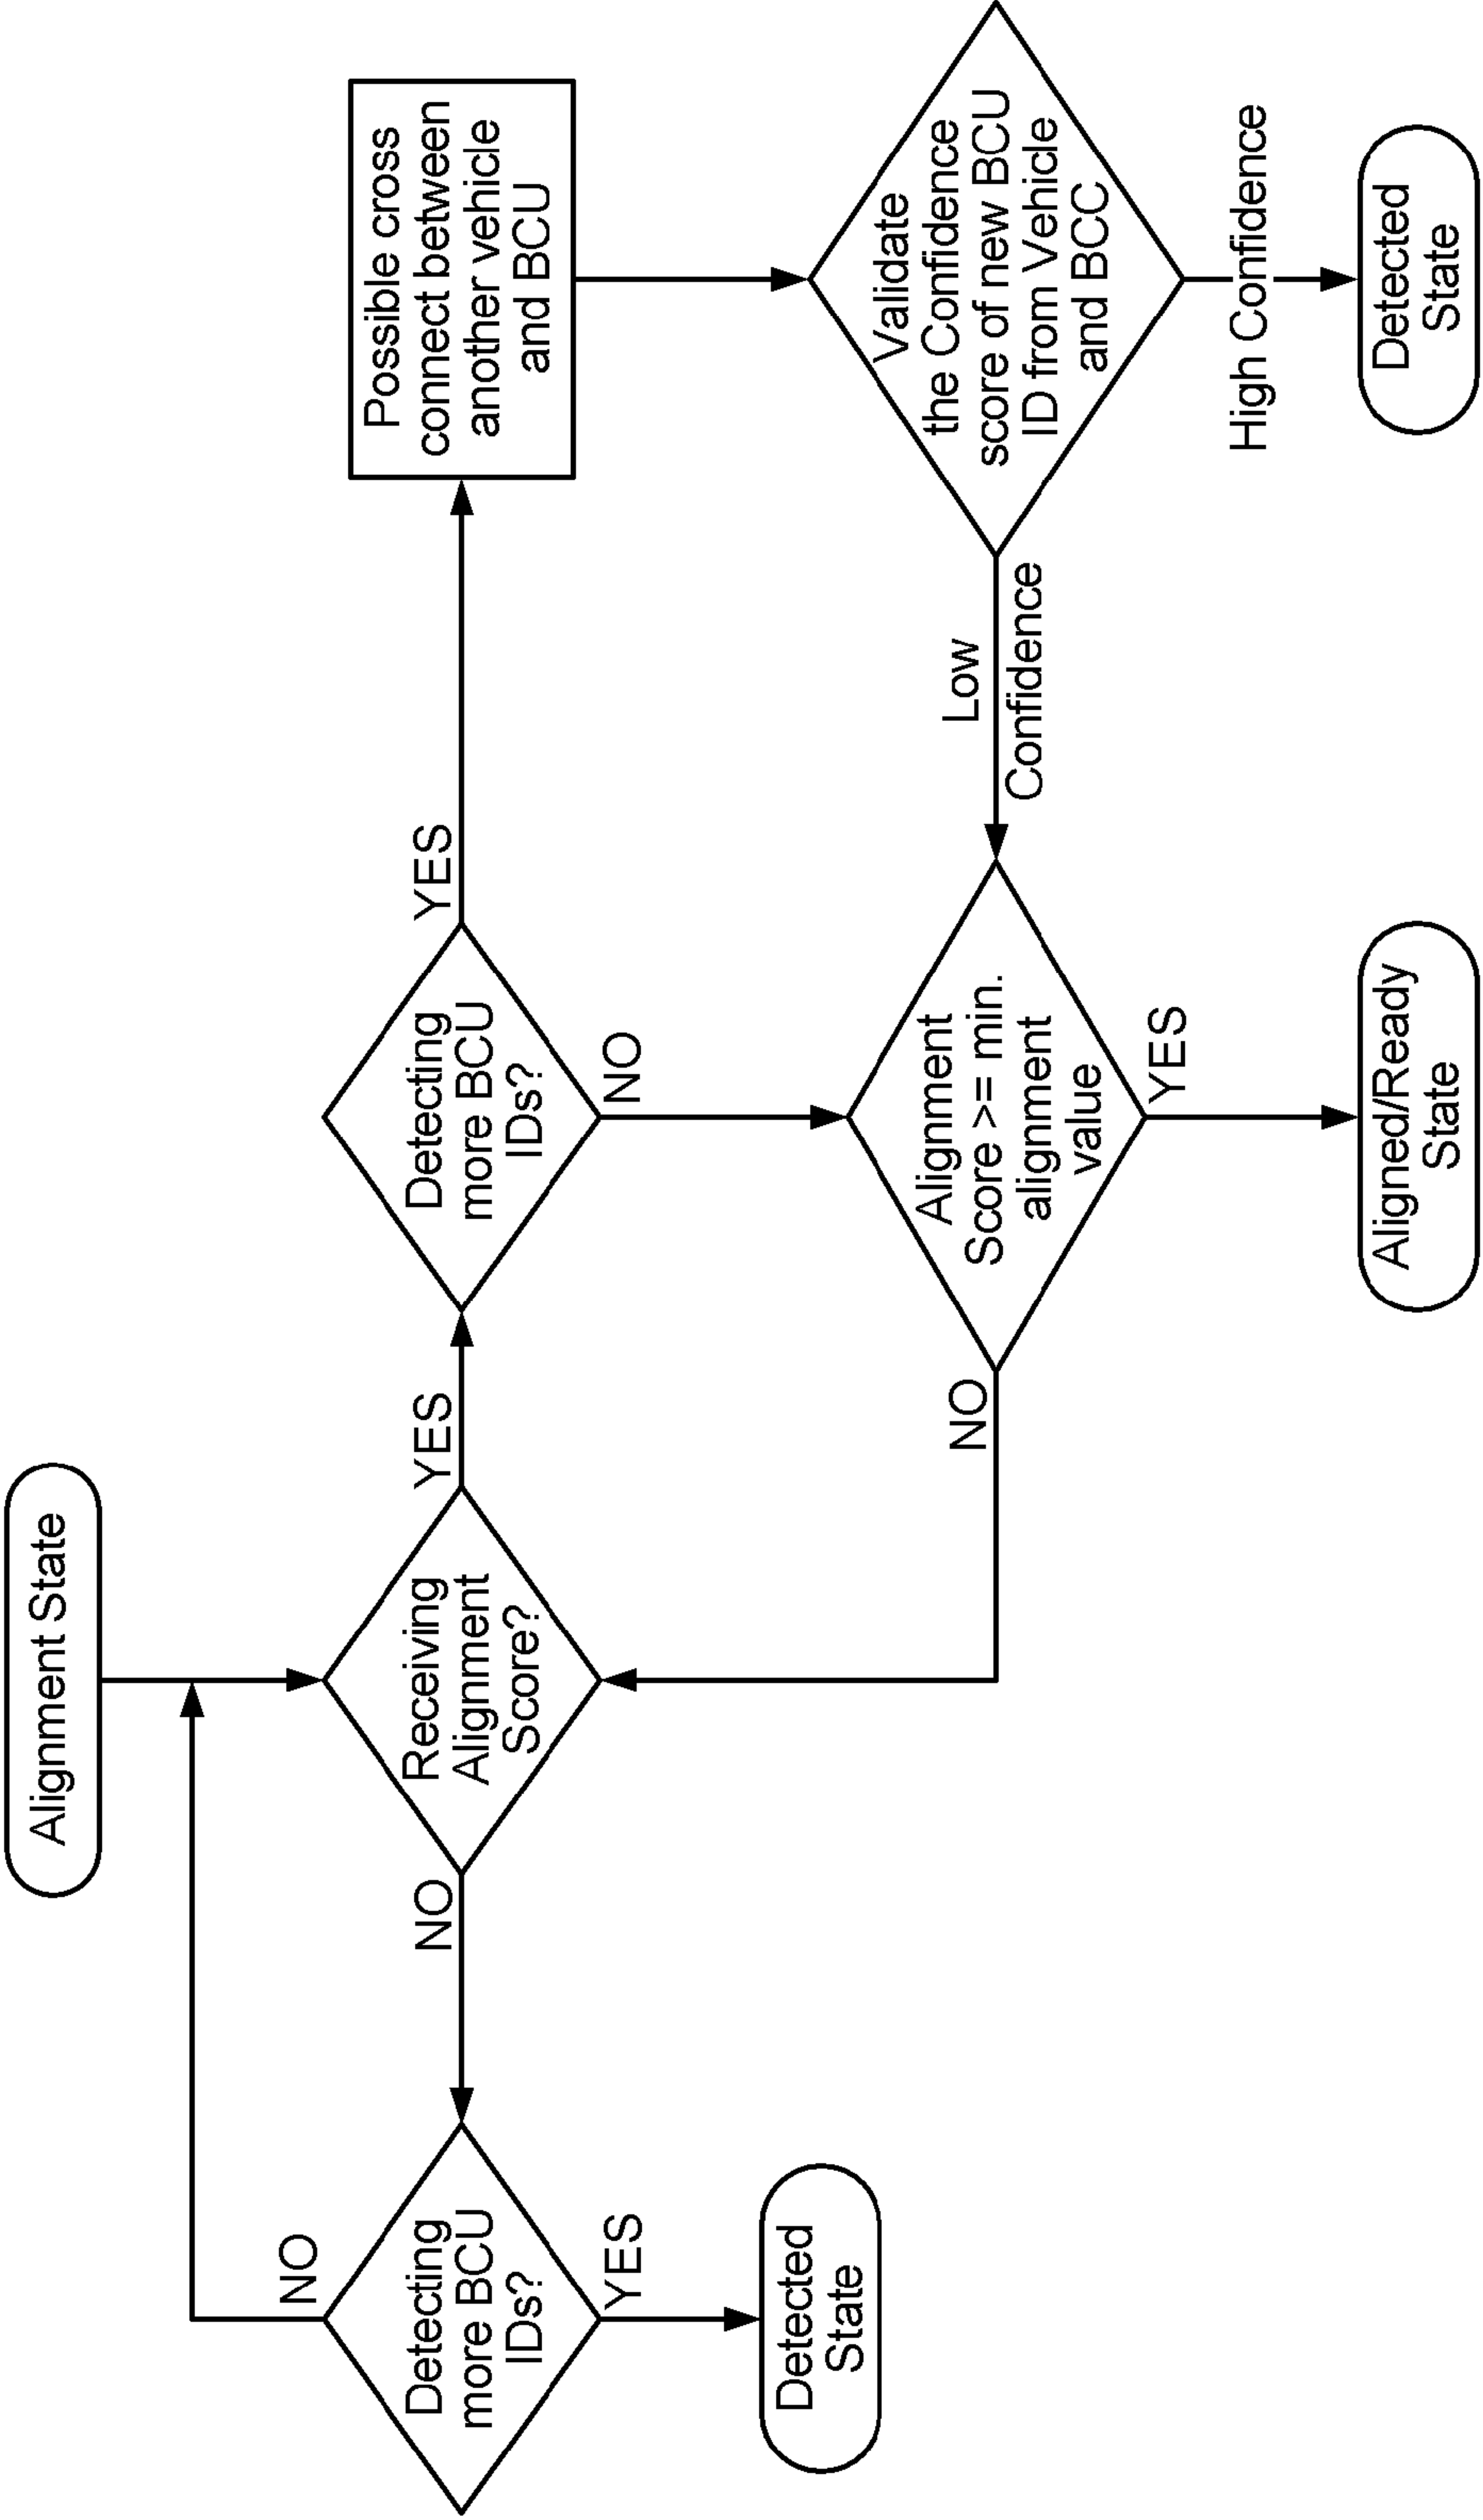 Alignment State
NO
Detecting
more BCU
IDs?
YES
Detected
State
NO
Receiving
Alignment
Score?
YES
Detecting
more BCU
IDs?
YES
NO
Possible cross
connect between
another vehicle
and BCU
NO
Alignment
Score >= min.
alignment
value
YES
Aligned/Ready
State
Low
Confidence
Validate
the Confidence
score of new BCU
ID from Vehicle
and BCC
High Confidence
Detected
State